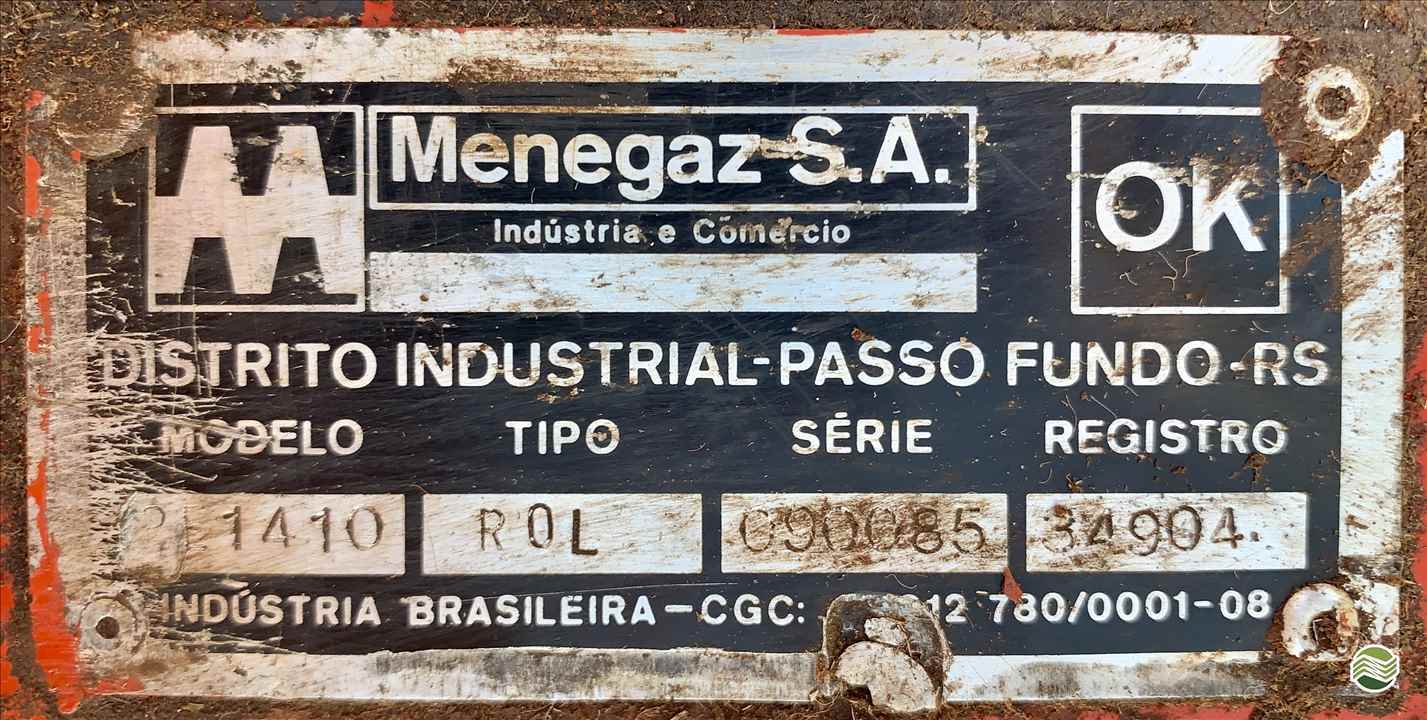 Menegaz S.A.
Indústria e Comércio
OK
DISTRITO INDUSTRIAL-PASSO FUNDO-RS
MODELO TIPO SÉRIE REGISTRO
1410 ROL 090085 34904.
INDÚSTRIA BRASILEIRA-CGC: 780/0001-08